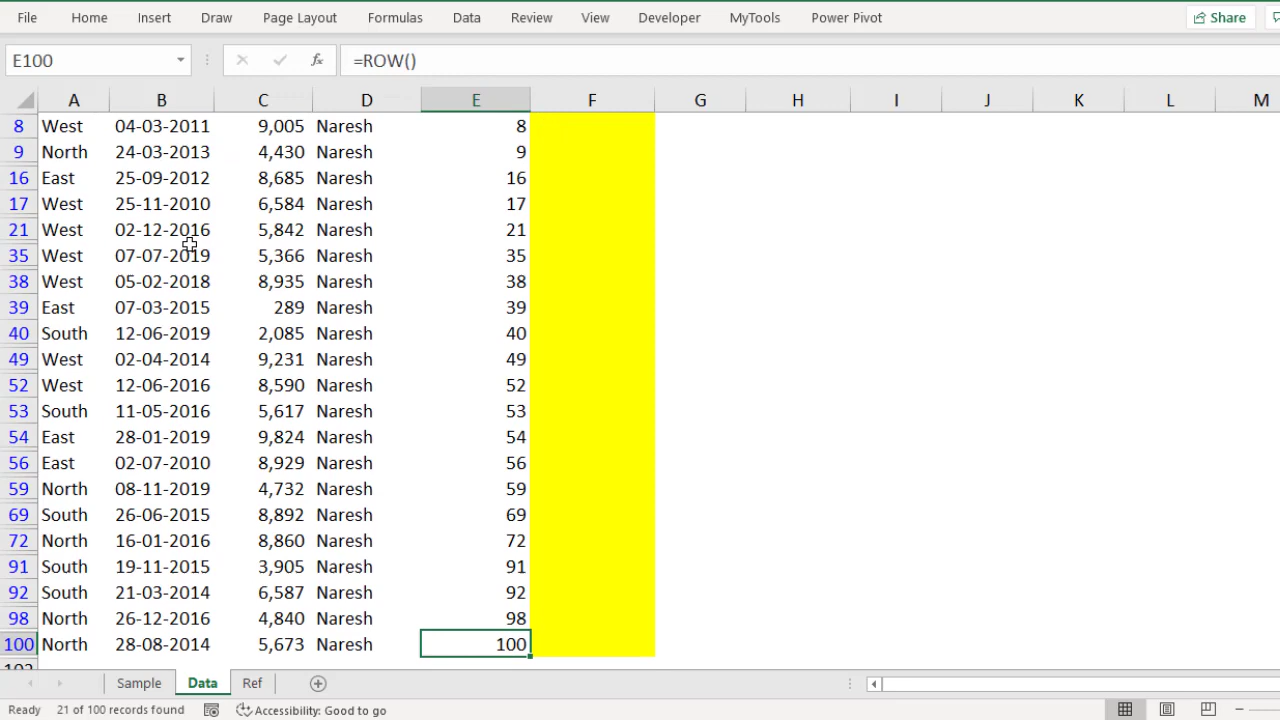 File Home Insert Draw Page Layout Formulas Data Review View Developer MyTools Power Pivot Share
E100 fx =ROW()
A B C D E F G H I J K L M
8 West 04-03-2011 9,005 Naresh 8
9 North 24-03-2013 4,430 Naresh 9
16 East 25-09-2012 8,685 Naresh 16
17 West 25-11-2010 6,584 Naresh 17
21 West 02-12-2016 5,842 Naresh 21
35 West 07-07-2019 5,366 Naresh 35
38 West 05-02-2018 8,935 Naresh 38
39 East 07-03-2015 289 Naresh 39
40 South 12-06-2019 2,085 Naresh 40
49 West 02-04-2014 9,231 Naresh 49
52 West 12-06-2016 8,590 Naresh 52
53 South 11-05-2016 5,617 Naresh 53
54 East 28-01-2019 9,824 Naresh 54
56 East 02-07-2010 8,929 Naresh 56
59 North 08-11-2019 4,732 Naresh 59
69 South 26-06-2015 8,892 Naresh 69
72 North 16-01-2016 8,860 Naresh 72
91 South 19-11-2015 3,905 Naresh 91
92 South 21-03-2014 6,587 Naresh 92
98 North 26-12-2016 4,840 Naresh 98
100 North 28-08-2014 5,673 Naresh 100
Sample Data Ref
Ready 21 of 100 records found Accessibility: Good to go